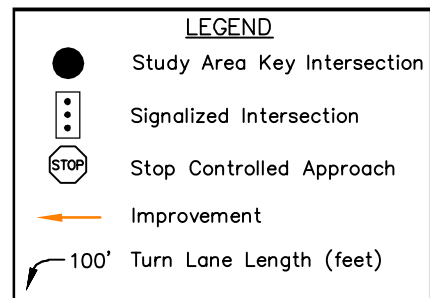 LEGEND
Study Area Key Intersection
Signalized Intersection
STOP Stop Controlled Approach
Improvement
100' Turn Lane Length (feet)